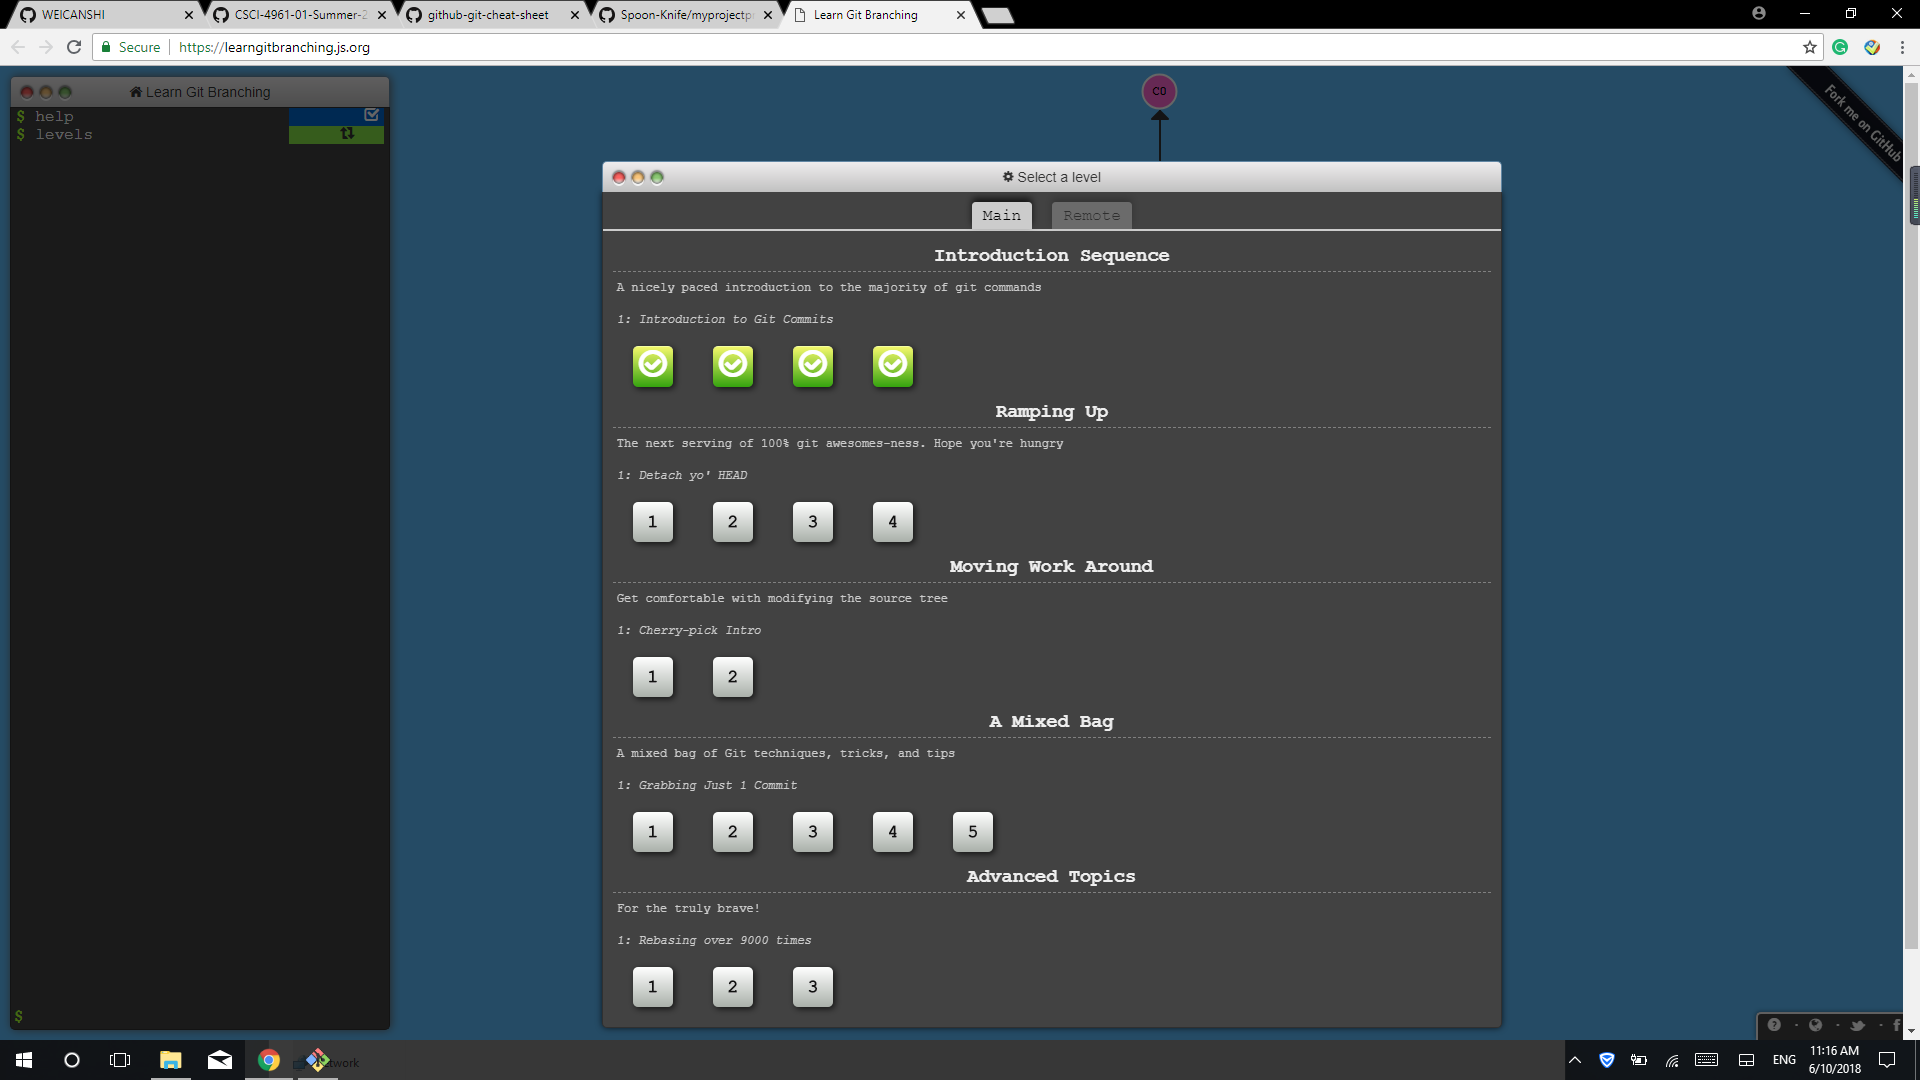 WEICANSHI
CSCI-4961-01-Summer-2
github-git-cheat-sheet
Spoon-Knife/myprojectp
Learn Git Branching
Secure
https://learngitbranching.js.org
Learn Git Branching
$ help
$ levels
$
C0
Fork me on GitHub
Select a level
Main
Remote
Introduction Sequence
A nicely paced introduction to the majority of git commands
1: Introduction to Git Commits
Ramping Up
The next serving of 100% git awesomes-ness. Hope you're hungry
1: Detach yo' HEAD
1 2 3 4
Moving Work Around
Get comfortable with modifying the source tree
1: Cherry-pick Intro
1 2
A Mixed Bag
A mixed bag of Git techniques, tricks, and tips
1: Grabbing Just 1 Commit
1 2 3 4 5
Advanced Topics
For the truly brave!
1: Rebasing over 9000 times
1 2 3
ENG
11:16 AM
6/10/2018